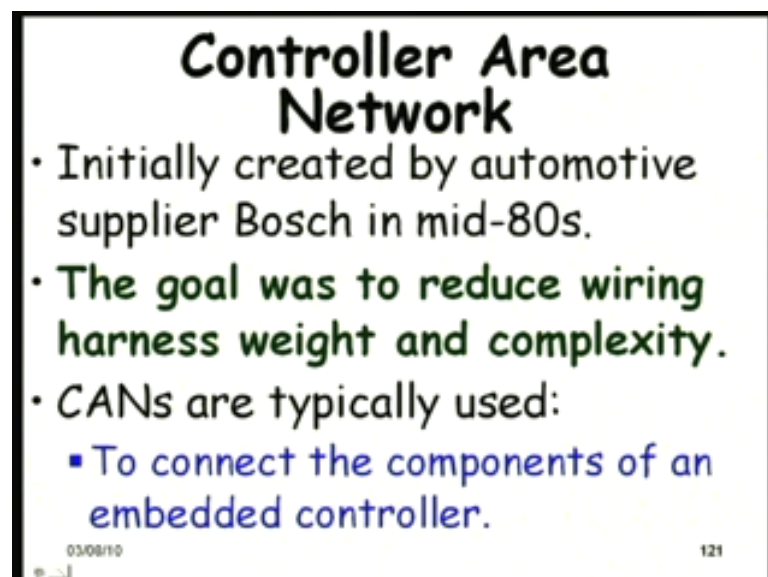 Controller Area
Network
• Initially created by automotive
supplier Bosch in mid-80s.
• The goal was to reduce wiring
harness weight and complexity.
• CANs are typically used:
▪ To connect the components of an
embedded controller.
03/08/10 121